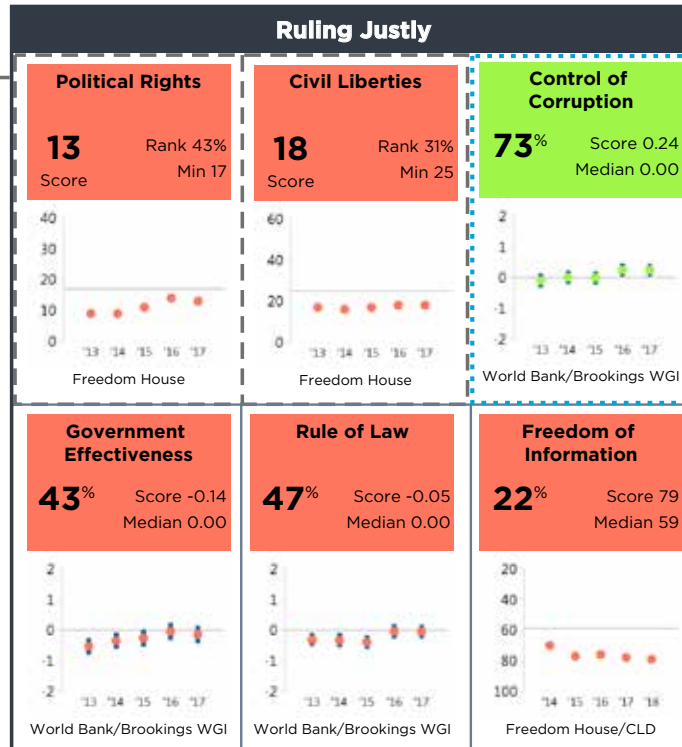 Ruling Justly
Political Rights
13
Score
Rank 43%
Min 17
40
30
20
10
0
'13 '14 '15 '16 '17
Freedom House
Civil Liberties
18
Score
Rank 31%
Min 25
60
40
20
0
'13 '14 '15 '16 '17
Freedom House
Control of
Corruption
73%
Score 0.24
Median 0.00
2
1
0
-1
-2
'13 '14 '15 '16 '17
World Bank/Brookings WGI
Government
Effectiveness
43%
Score -0.14
Median 0.00
2
1
0
-1
-2
'13 '14 '15 '16 '17
World Bank/Brookings WGI
Rule of Law
47%
Score -0.05
Median 0.00
2
1
0
-1
-2
'13 '14 '15 '16 '17
World Bank/Brookings WGI
Freedom of
Information
22%
Score 79
Median 59
20
20
60
80
100
'14 '15 '16 '17 '18
Freedom House/CLD